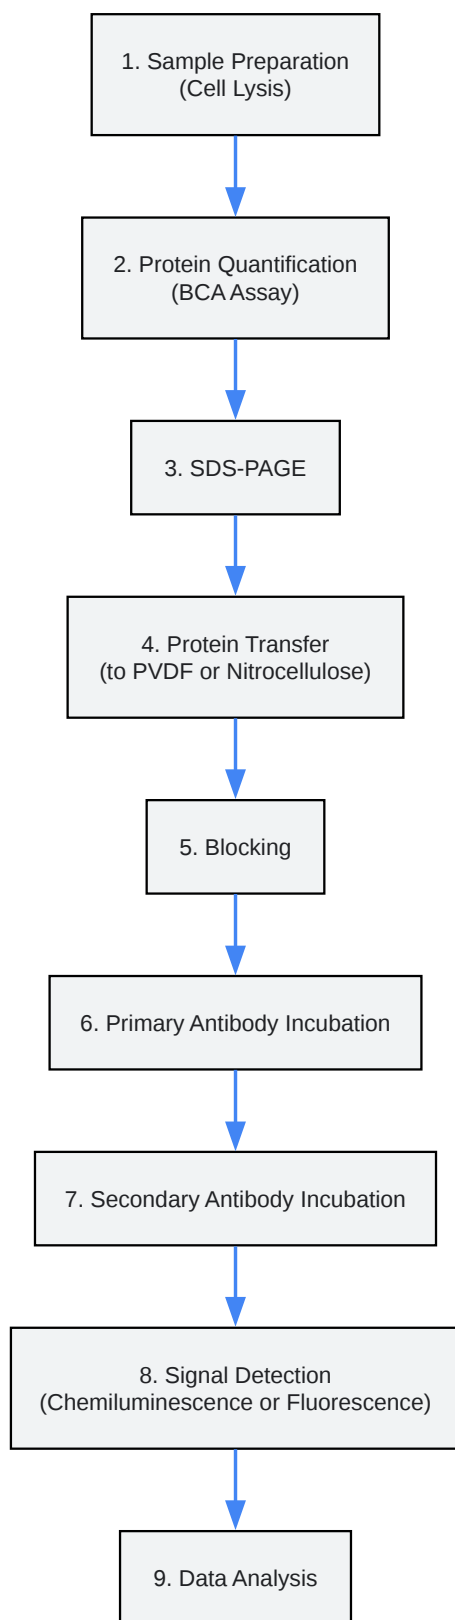 1. Sample Preparation
(Cell Lysis)
2. Protein Quantification
(BCA Assay)
3. SDS-PAGE
4. Protein Transfer
(to PVDF or Nitrocellulose)
5. Blocking
6. Primary Antibody Incubation
7. Secondary Antibody Incubation
8. Signal Detection
(Chemiluminescence or Fluorescence)
9. Data Analysis